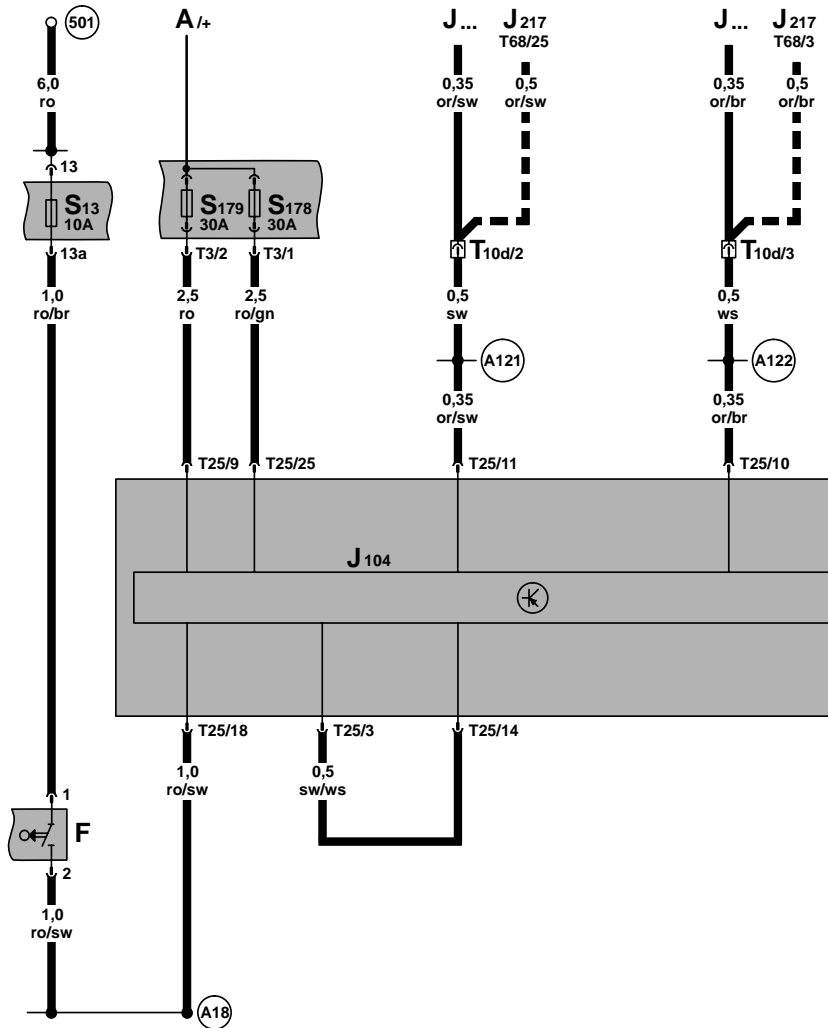 501
A/+
J... J217
T68/25
J... J217
T68/3
6,0
ro
0,35
or/sw
0,5
or/sw
0,35
or/br
0,5
or/br
13
S13
10A
S179
30A
S178
30A
13a
T3/2
T3/1
T10d/2
T10d/3
1,0
ro/br
2,5
ro
2,5
ro/gn
0,5
sw
0,5
ws
A121
A122
0,35
or/sw
0,35
or/br
T25/9
T25/25
T25/11
T25/10
J104
T25/18
T25/3
T25/14
1,0
ro/sw
0,5
sw/ws
1
F
2
1,0
ro/sw
A18